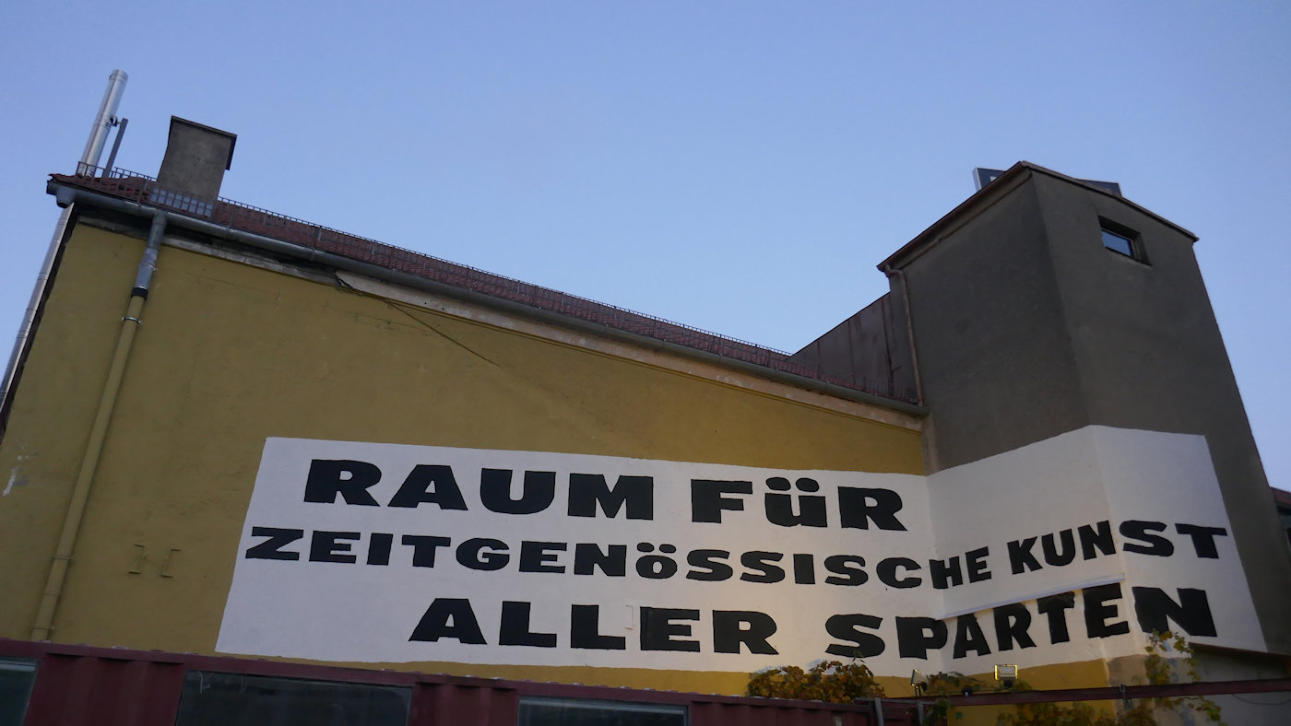 RAUM FÜR
ZEITGENÖSSISCHE KUNST
ALLER SPARTEN